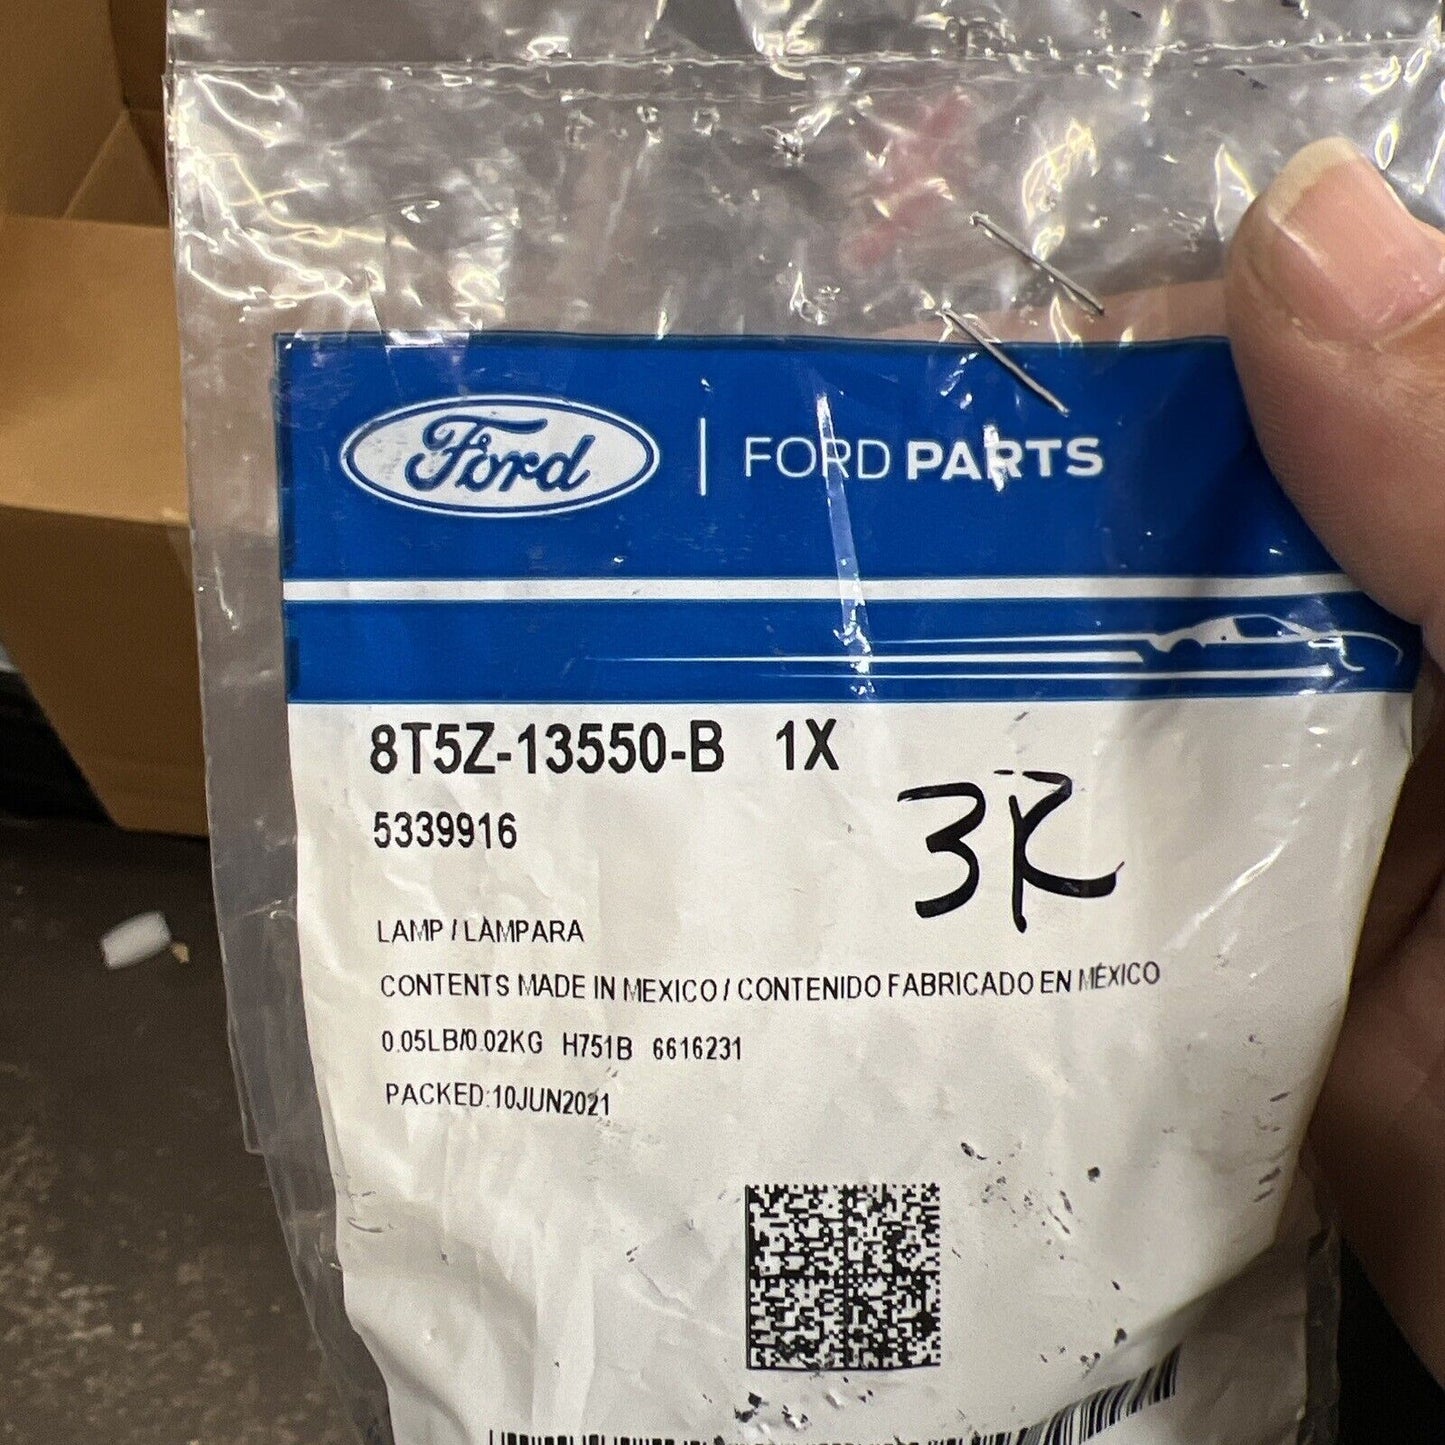 Ford | FORD PARTS
8T5Z-13550-B 1X
5339916
3R
LAMP / LÁMPARA
CONTENTS MADE IN MEXICO / CONTENIDO FABRICADO EN MÉXICO
0.05LB/0.02KG H751B 6616231
PACKED:10JUN2021